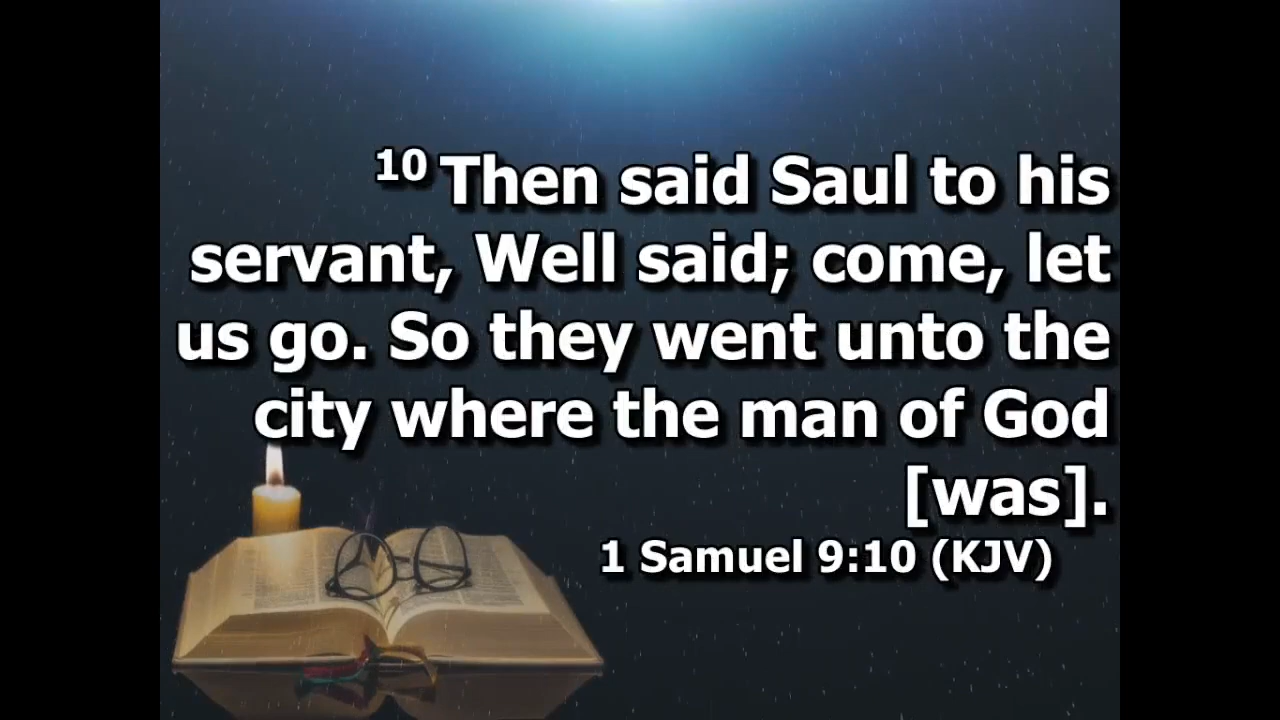 10 Then said Saul to his
servant, Well said; come, let
us go. So they went unto the
city where the man of God
[was].
1 Samuel 9:10 (KJV)